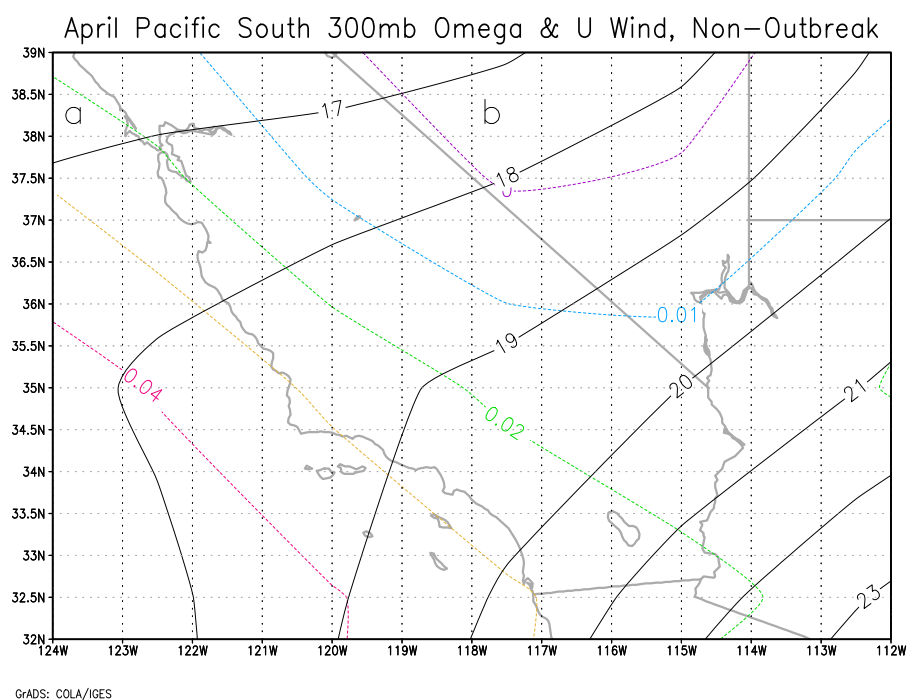 April Pacific South 300mb Omega & U Wind, Non-Outbreak
39N
38.5N
a
b
17
38N
18
37.5N
37N
36.5N
36N
0.01
35.5N
19
35N
0.04
20
21
34.5N
0.02
34N
33.5N
33N
32.5N
23
32N
124W 123W 122W 121W 120W 119W 118W 117W 116W 115W 114W 113W 112W
GrADS: COLA/IGES